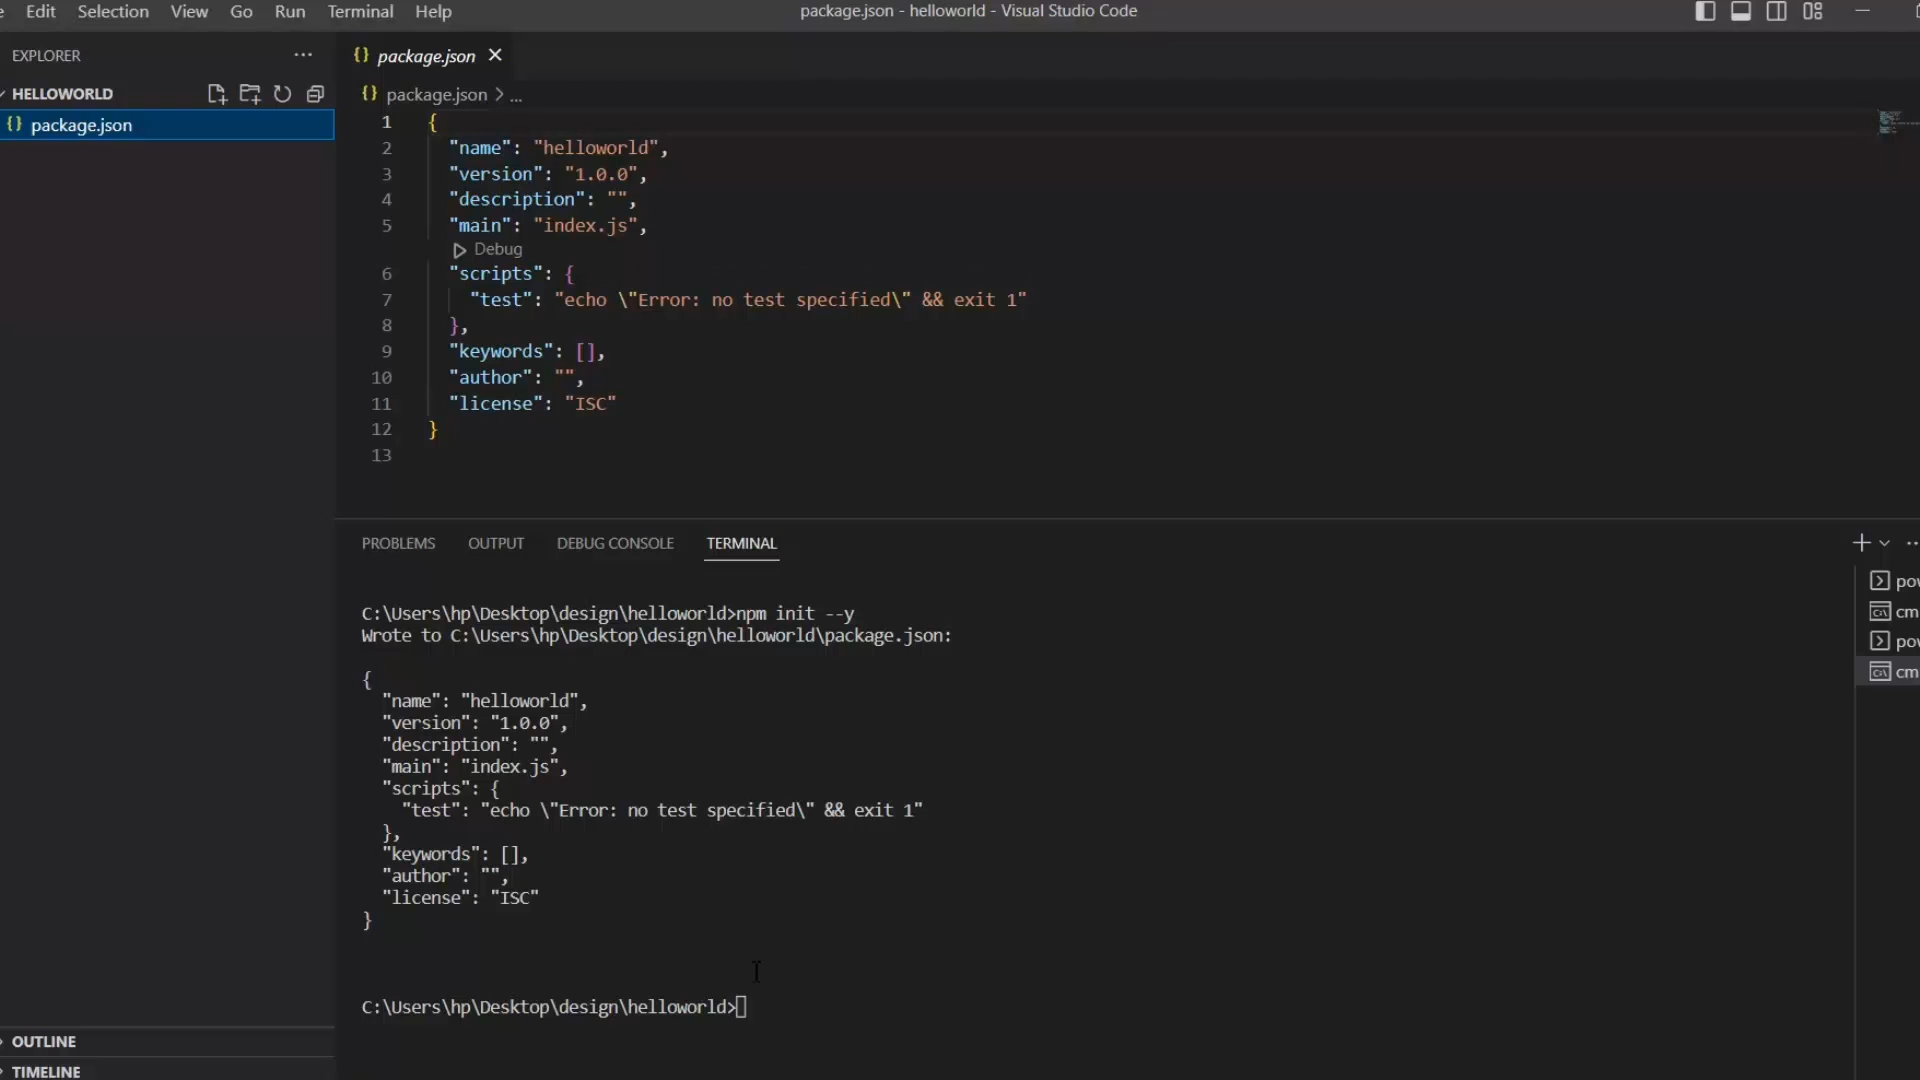 Edit Selection View Go Run Terminal Help
package.json - helloworld - Visual Studio Code
EXPLORER
HELLOWORLD
{} package.json
{} package.json
{} package.json > ...
1 {
2 "name": "helloworld",
3 "version": "1.0.0",
4 "description": "",
5 "main": "index.js",
Debug
6 "scripts": {
7 "test": "echo \"Error: no test specified\" && exit 1"
8 },
9 "keywords": [],
10 "author": "",
11 "license": "ISC"
12 }
13
PROBLEMS OUTPUT DEBUG CONSOLE TERMINAL
C:\Users\hp\Desktop\design\helloworld>npm init --y
Wrote to C:\Users\hp\Desktop\design\helloworld\package.json:
{
"name": "helloworld",
"version": "1.0.0",
"description": "",
"main": "index.js",
"scripts": {
"test": "echo \"Error: no test specified\" && exit 1"
},
"keywords": [],
"author": "",
"license": "ISC"
}
C:\Users\hp\Desktop\design\helloworld>
OUTLINE
TIMELINE